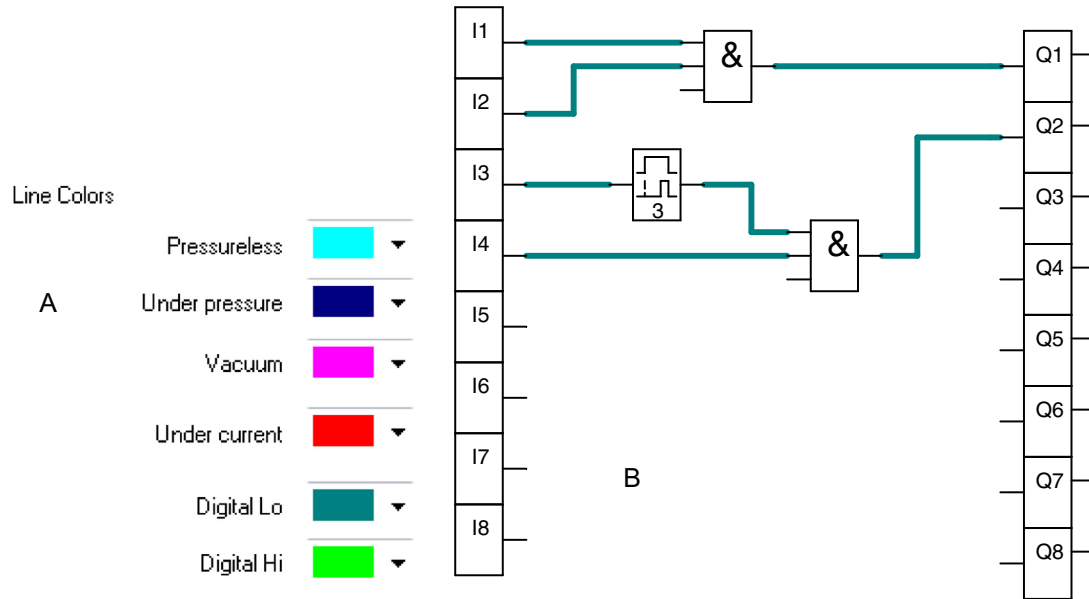 Line Colors
Pressureless
Under pressure
Vacuum
Under current
Digital Lo
Digital Hi
A
I1
I2
I3
I4
I5
I6
I7
I8
&
3
&
B
Q1
Q2
Q3
Q4
Q5
Q6
Q7
Q8